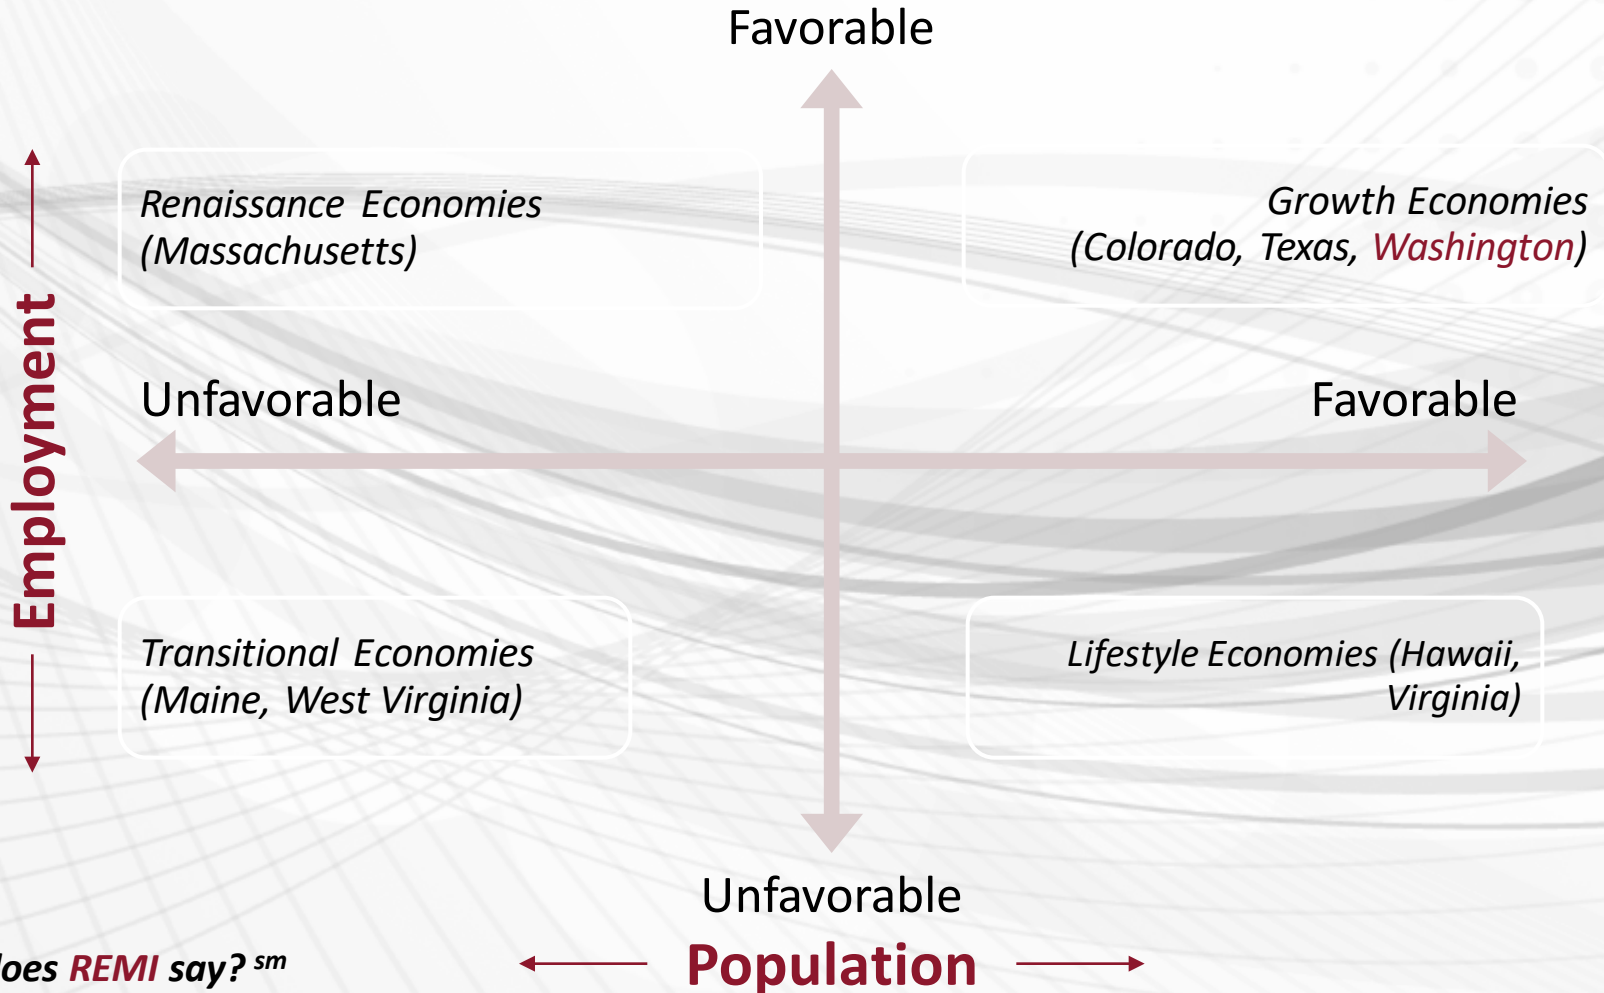 Favorable
Renaissance Economies
(Massachusetts)
Growth Economies
(Colorado, Texas, Washington)
Employment
Unfavorable
Favorable
Transitional Economies
(Maine, West Virginia)
Lifestyle Economies (Hawaii,
Virginia)
Unfavorable
Population
REMI say? sm